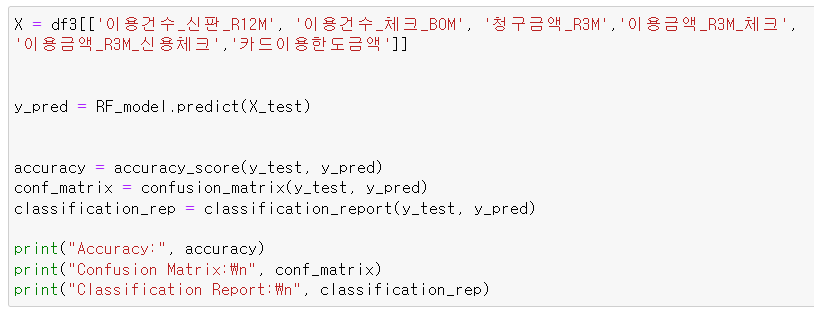 X = df3[['이용건수_신판_R12M', '이용건수_체크_BOM', '청구금액_R3M','이용금액_R3M_체크',
'이용금액_R3M_신용체크','카드이용한도금액']]
y_pred = RF_model.predict(X_test)
accuracy = accuracy_score(y_test, y_pred)
conf_matrix = confusion_matrix(y_test, y_pred)
classification_rep = classification_report(y_test, y_pred)
print("Accuracy:", accuracy)
print("Confusion Matrix:₩n", conf_matrix)
print("Classification Report:₩n", classification_rep)